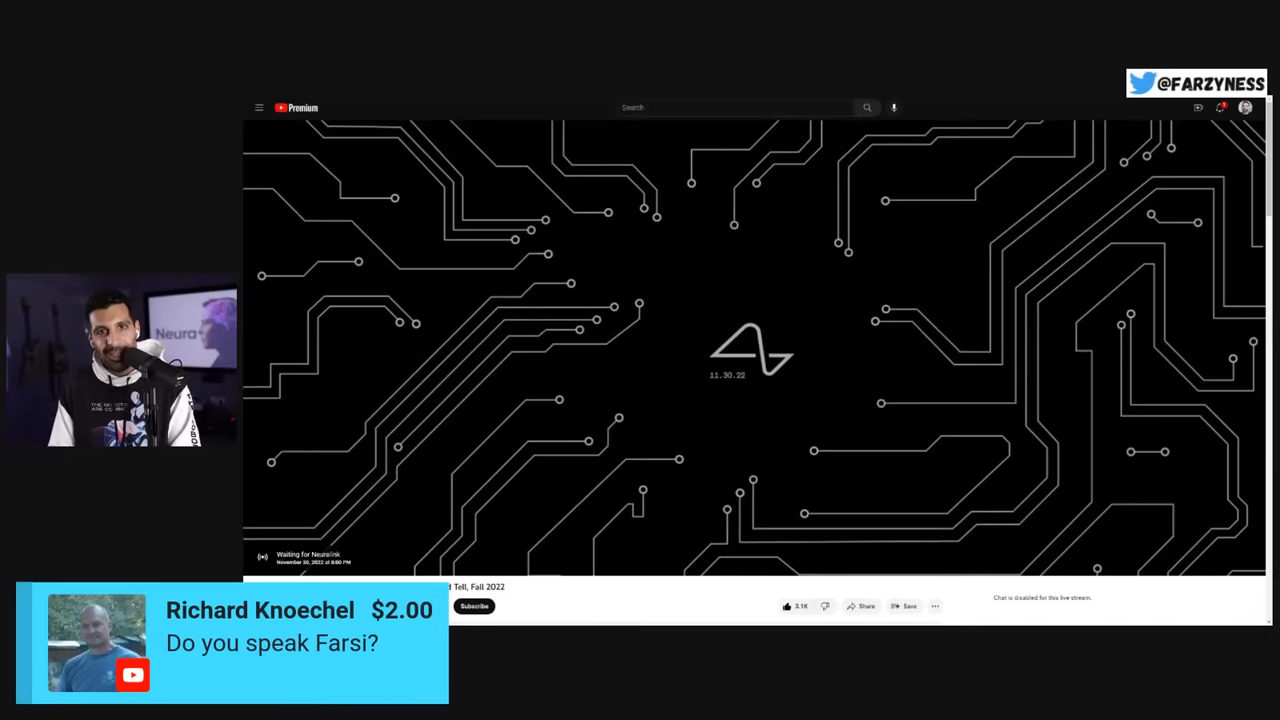 @FARZYNESS
Premium
Search
Neura
11.30.22
Waiting for Neuralink
November 30, 2022 at 8:00 PM
d Tell, Fall 2022
Subscribe
3.1K
Share
Save
Chat is disabled for this live stream.
Richard Knoechel $2.00
Do you speak Farsi?